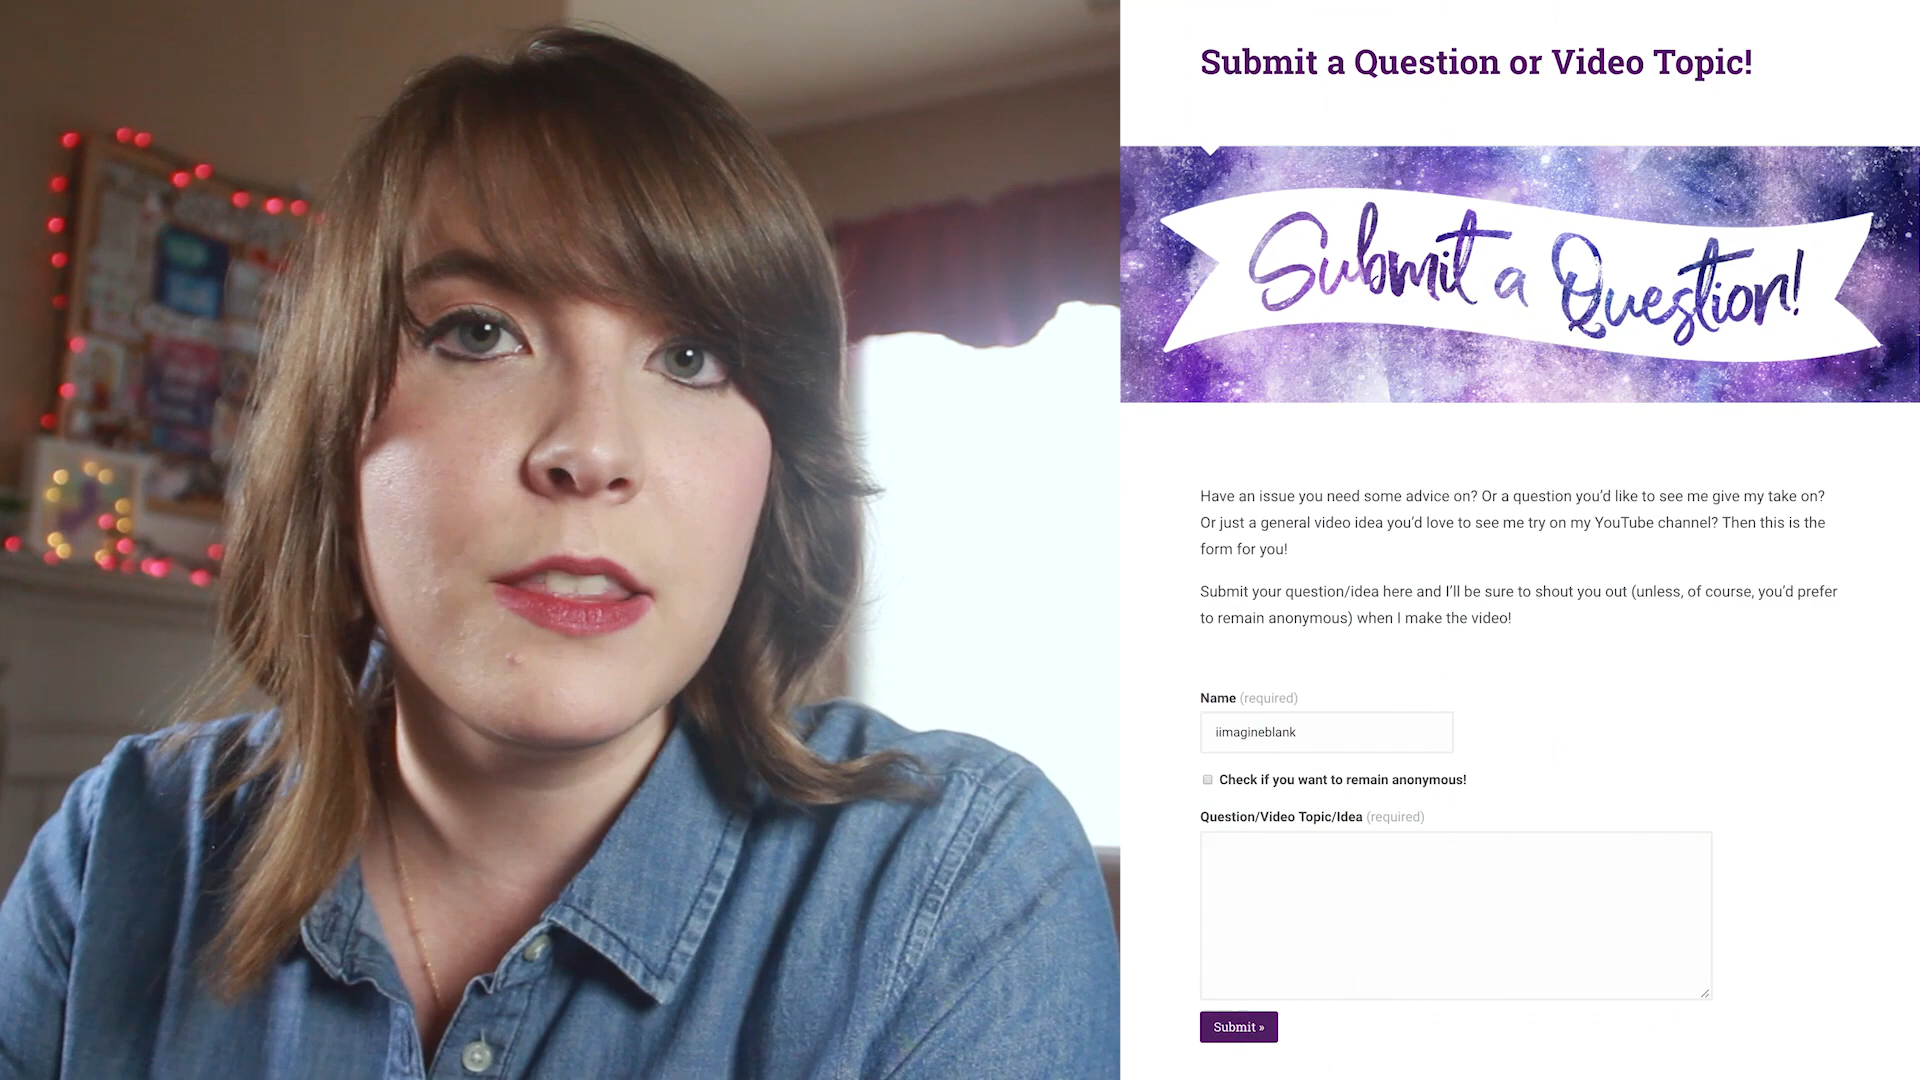 Submit a Question or Video Topic!
Submit a Question!
Have an issue you need some advice on? Or a question you’d like to see me give my take on?
Or just a general video idea you’d love to see me try on my YouTube channel? Then this is the
form for you!
Submit your question/idea here and I’ll be sure to shout you out (unless, of course, you’d prefer
to remain anonymous) when I make the video!
Name (required)
iimagineblank
Check if you want to remain anonymous!
Question/Video Topic/Idea (required)
Submit »